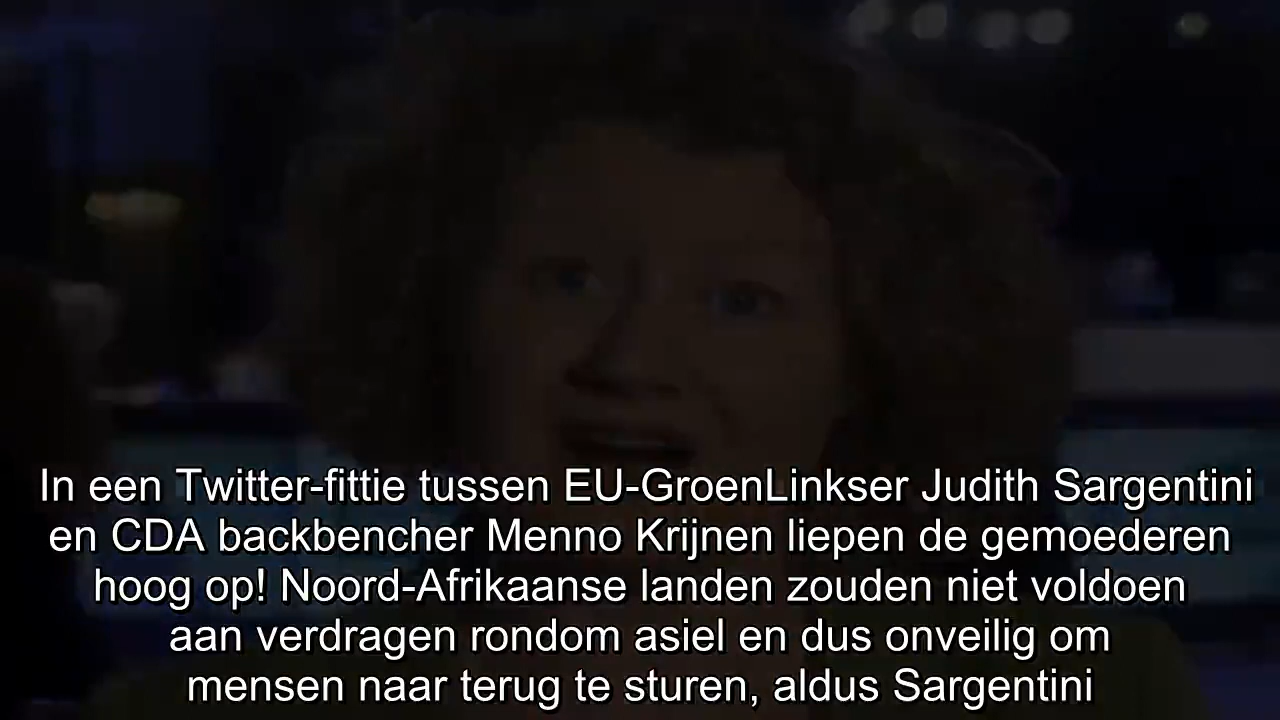 In een Twitter-fittie tussen EU-GroenLinkser Judith Sargentini
en CDA backbencher Menno Krijnen liepen de gemoederen
hoog op! Noord-Afrikaanse landen zouden niet voldoen
aan verdragen rondom asiel en dus onveilig om
mensen naar terug te sturen, aldus Sargentini